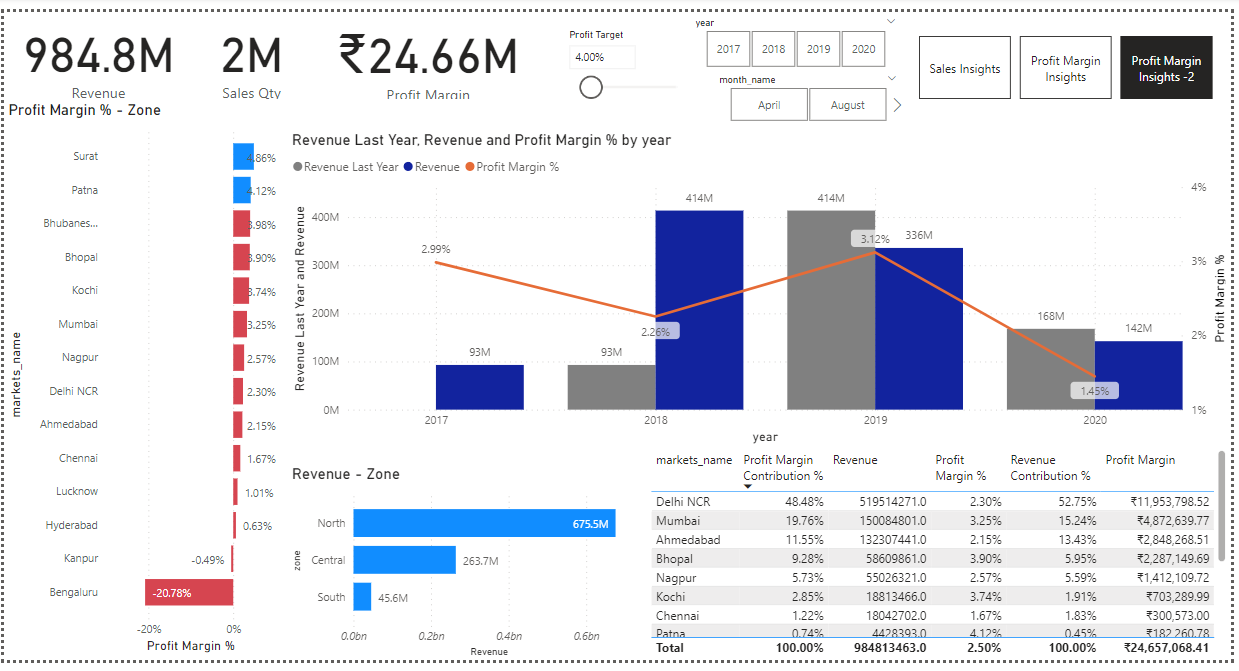 984.8M
Revenue
2M
Sales Qty
₹24.66M
Profit Margin
Profit Target
4.00%
year
2017 2018 2019 2020
month_name
April August
Sales Insights
Profit Margin
Insights
Profit Margin
Insights -2
Profit Margin % - Zone
markets_name
Surat 4.86%
Patna 4.12%
Bhubanes... 3.98%
Bhopal 3.90%
Kochi 3.74%
Mumbai 3.25%
Nagpur 2.57%
Delhi NCR 2.30%
Ahmedabad 2.15%
Chennai 1.67%
Lucknow 1.01%
Hyderabad 0.63%
Kanpur -0.49%
Bengaluru -20.78%
-20% 0%
Profit Margin %
Revenue Last Year, Revenue and Profit Margin % by year
Revenue Last Year Revenue Profit Margin %
Revenue Last Year and Revenue
400M
300M
200M
100M
0M
2.99%
93M
93M
414M
2.26%
414M
3.12%
336M
168M
142M
1.45%
4%
3%
2%
1%
Profit Margin %
2017 2018 2019 2020
year
Revenue - Zone
zone
North 675.5M
Central 263.7M
South 45.6M
0.0bn 0.2bn 0.4bn 0.6bn
Revenue
markets_name Profit Margin Contribution % Revenue Profit Margin % Revenue Contribution % Profit Margin
Delhi NCR 48.48% 519514271.0 2.30% 52.75% ₹11,953,798.52
Mumbai 19.76% 150084801.0 3.25% 15.24% ₹4,872,639.77
Ahmedabad 11.55% 132307441.0 2.15% 13.43% ₹2,848,268.51
Bhopal 9.28% 58609861.0 3.90% 5.95% ₹2,287,149.69
Nagpur 5.73% 55026321.0 2.57% 5.59% ₹1,412,109.72
Kochi 2.85% 18813466.0 3.74% 1.91% ₹703,289.99
Chennai 1.22% 18042702.0 1.67% 1.83% ₹300,573.00
Patna 0.74% 4428393.0 4.12% 0.45% ₹182,260.78
Total 100.00% 984813463.0 2.50% 100.00% ₹24,657,068.41